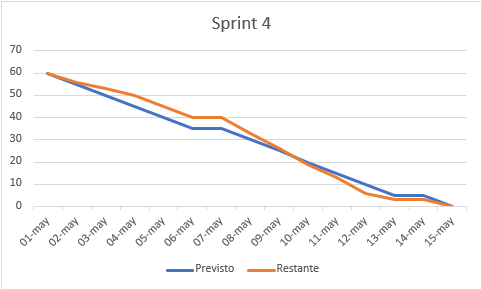 Sprint 4
70
60
50
40
30
20
10
0
01-may 02-may 03-may 04-may 05-may 06-may 07-may 08-may 09-may 10-may 11-may 12-may 13-may 14-may 15-may
Previsto Restante